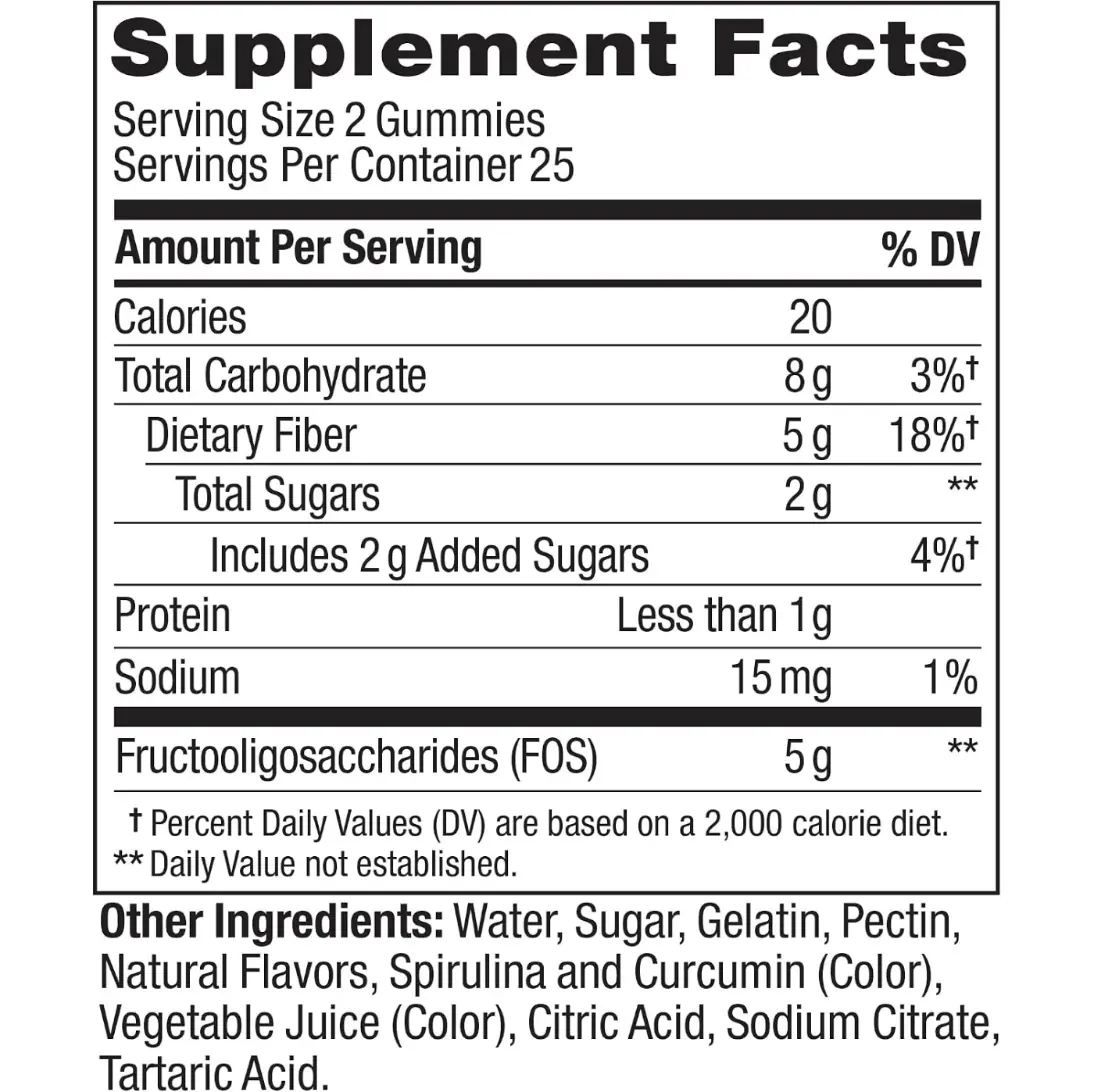 Supplement Facts
Serving Size 2 Gummies
Servings Per Container 25
Amount Per Serving % DV
Calories 20
Total Carbohydrate 8 g 3%†
Dietary Fiber 5 g 18%†
Total Sugars 2 g **
Includes 2 g Added Sugars 4%†
Protein Less than 1 g
Sodium 15 mg 1%
Fructooligosaccharides (FOS) 5 g **
† Percent Daily Values (DV) are based on a 2,000 calorie diet.
** Daily Value not established.
Other Ingredients: Water, Sugar, Gelatin, Pectin,
Natural Flavors, Spirulina and Curcumin (Color),
Vegetable Juice (Color), Citric Acid, Sodium Citrate,
Tartaric Acid.